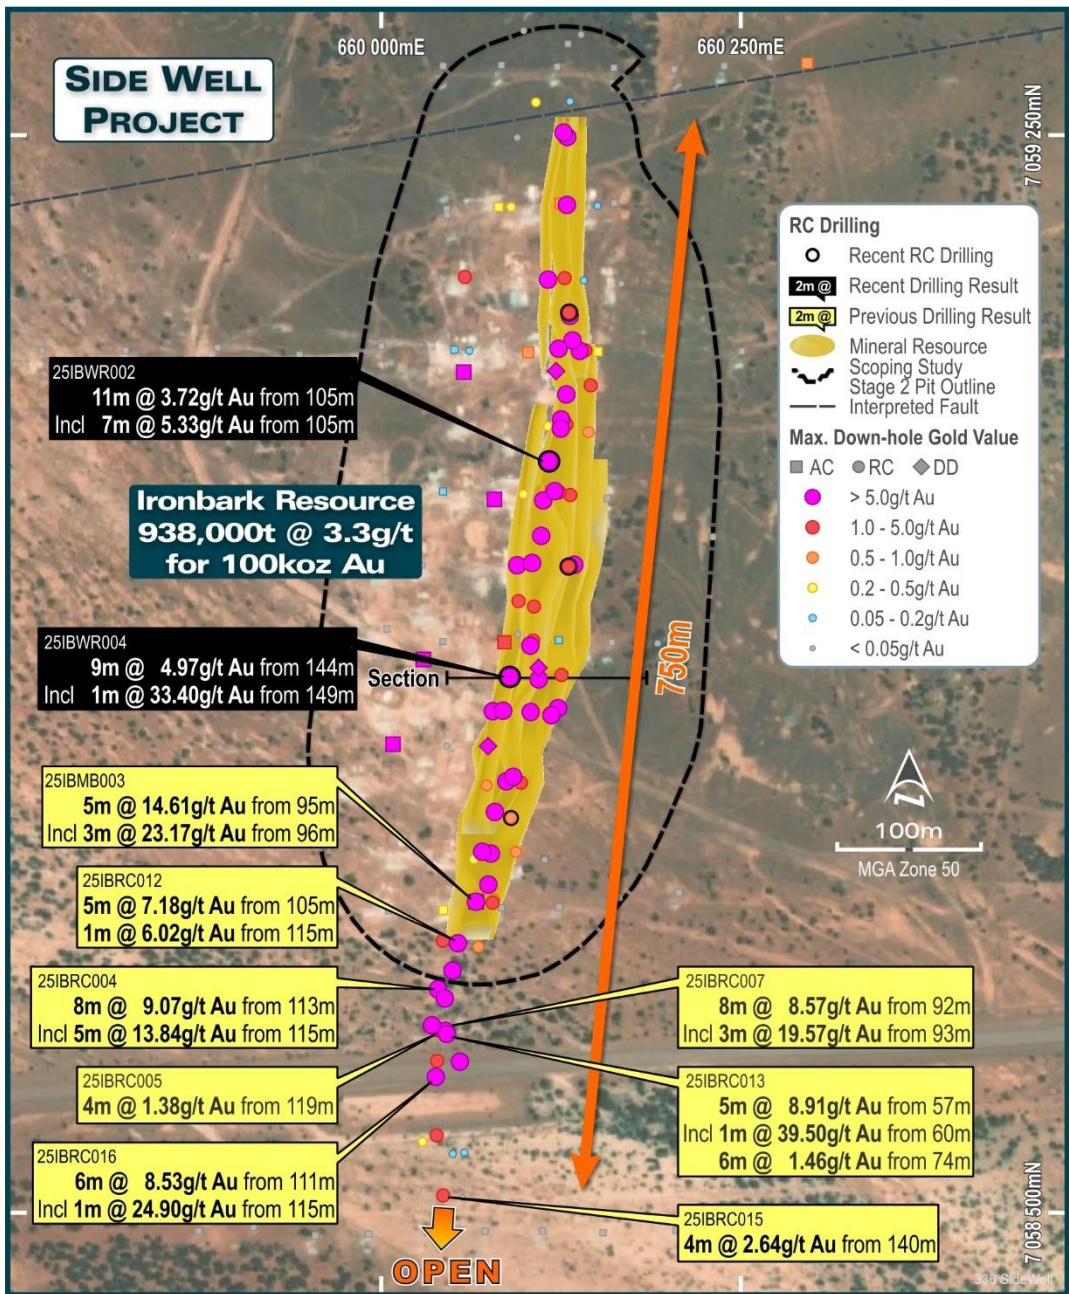 660 000mE
660 250mE
SIDE WELL
PROJECT
7 059 250mN
RC Drilling
Recent RC Drilling
2m @ Recent Drilling Result
2m @ Previous Drilling Result
Mineral Resource
Scoping Study
Stage 2 Pit Outline
Interpreted Fault
Max. Down-hole Gold Value
AC RC DD
> 5.0g/t Au
1.0 - 5.0g/t Au
0.5 - 1.0g/t Au
0.2 - 0.5g/t Au
0.05 - 0.2g/t Au
< 0.05g/t Au
25IBWR002
11m @ 3.72g/t Au from 105m
Incl 7m @ 5.33g/t Au from 105m
Ironbark Resource
938,000t @ 3.3g/t
for 100koz Au
25IBWR004
9m @ 4.97g/t Au from 144m
Incl 1m @ 33.40g/t Au from 149m
Section
750m
25IBMB003
5m @ 14.61g/t Au from 95m
Incl 3m @ 23.17g/t Au from 96m
N
100m
MGA Zone 50
25IBRC012
5m @ 7.18g/t Au from 105m
1m @ 6.02g/t Au from 115m
25IBRC004
8m @ 9.07g/t Au from 113m
Incl 5m @ 13.84g/t Au from 115m
25IBRC007
8m @ 8.57g/t Au from 92m
Incl 3m @ 19.57g/t Au from 93m
25IBRC005
4m @ 1.38g/t Au from 119m
25IBRC013
5m @ 8.91g/t Au from 57m
Incl 1m @ 39.50g/t Au from 60m
6m @ 1.46g/t Au from 74m
25IBRC016
6m @ 8.53g/t Au from 111m
Incl 1m @ 24.90g/t Au from 115m
25IBRC015
4m @ 2.64g/t Au from 140m
7 058 500mN
OPEN
336 SideWell